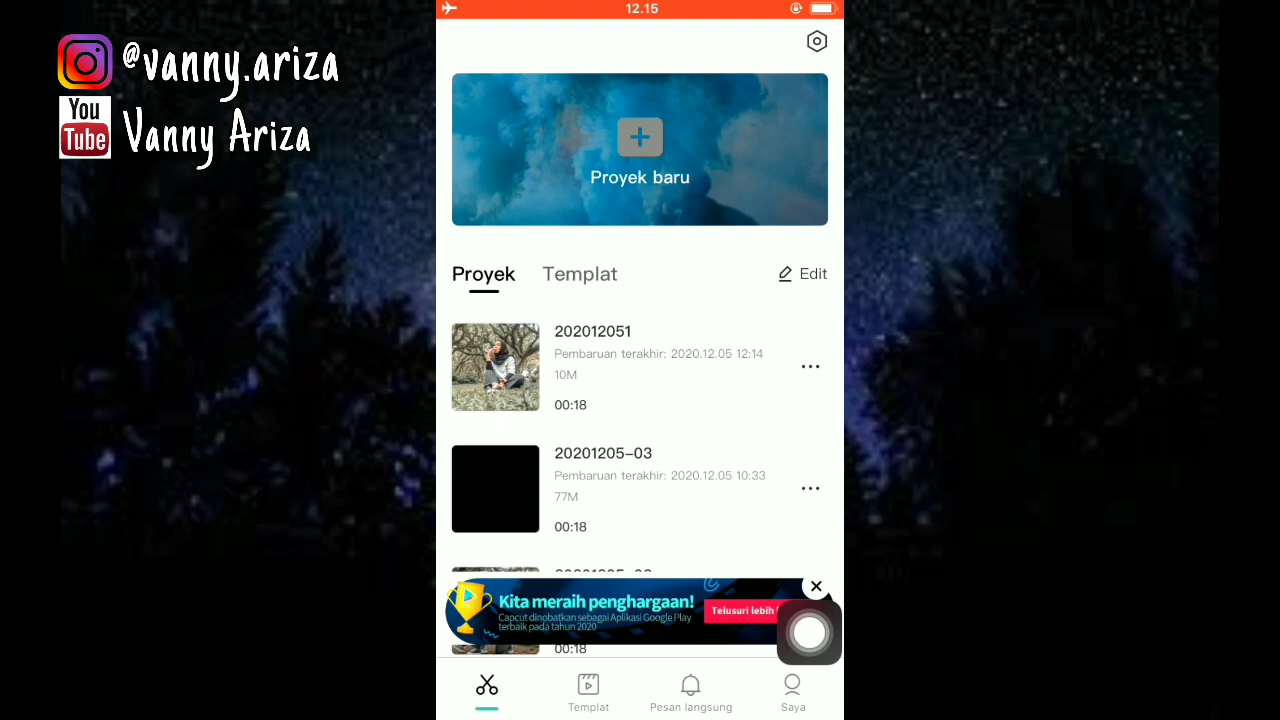 @vanny.ariza
You
Tube
Vanny Ariza
12.15
Proyek baru
Proyek
Templat
Edit
202012051
Pembaruan terakhir: 2020.12.05 12:14
10M
00:18
20201205-03
Pembaruan terakhir: 2020.12.05 10:33
77M
00:18
Kita meraih penghargaan!
Capcut dinobatkan sebagai Aplikasi Google Play
terbaik pada tahun 2020
Telusuri lebih
00:18
Templat
Pesan langsung
Saya